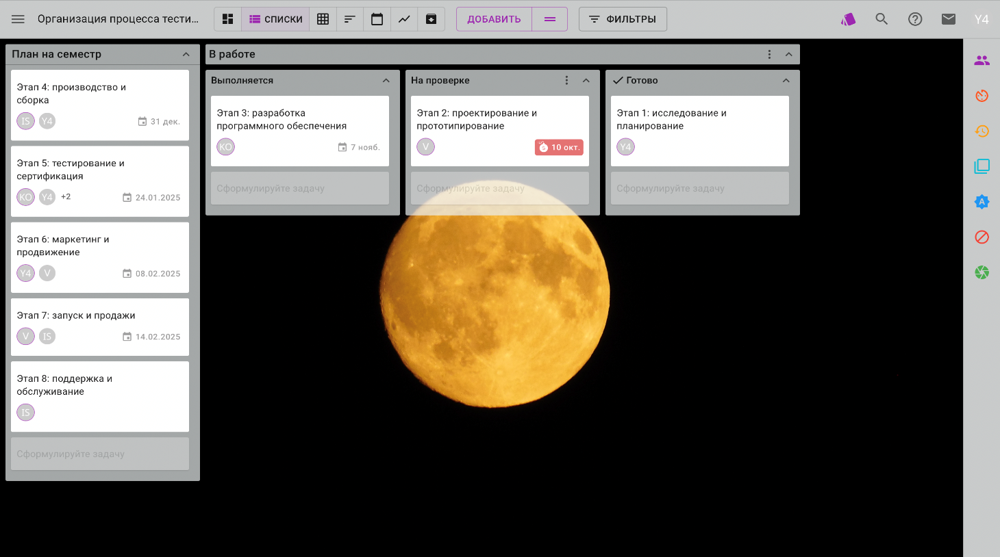 Организация процесса тести...
СПИСКИ
ДОБАВИТЬ
ФИЛЬТРЫ
Y4
План на семестр
Этап 4: производство и
сборка
IS Y4 31 дек.
Этап 5: тестирование и
сертификация
KO Y4 +2 24.01.2025
Этап 6: маркетинг и
продвижение
Y4 V 08.02.2025
Этап 7: запуск и продажи
V IS 14.02.2025
Этап 8: поддержка и
обслуживание
IS
Сформулируйте задачу
В работе
Выполняется
Этап 3: разработка
программного обеспечения
KO 7 нояб.
Сформулируйте задачу
На проверке
Этап 2: проектирование и
прототипирование
V 10 окт.
Сформулируйте задачу
Готово
Этап 1: исследование и
планирование
Y4
Сформулируйте задачу
A